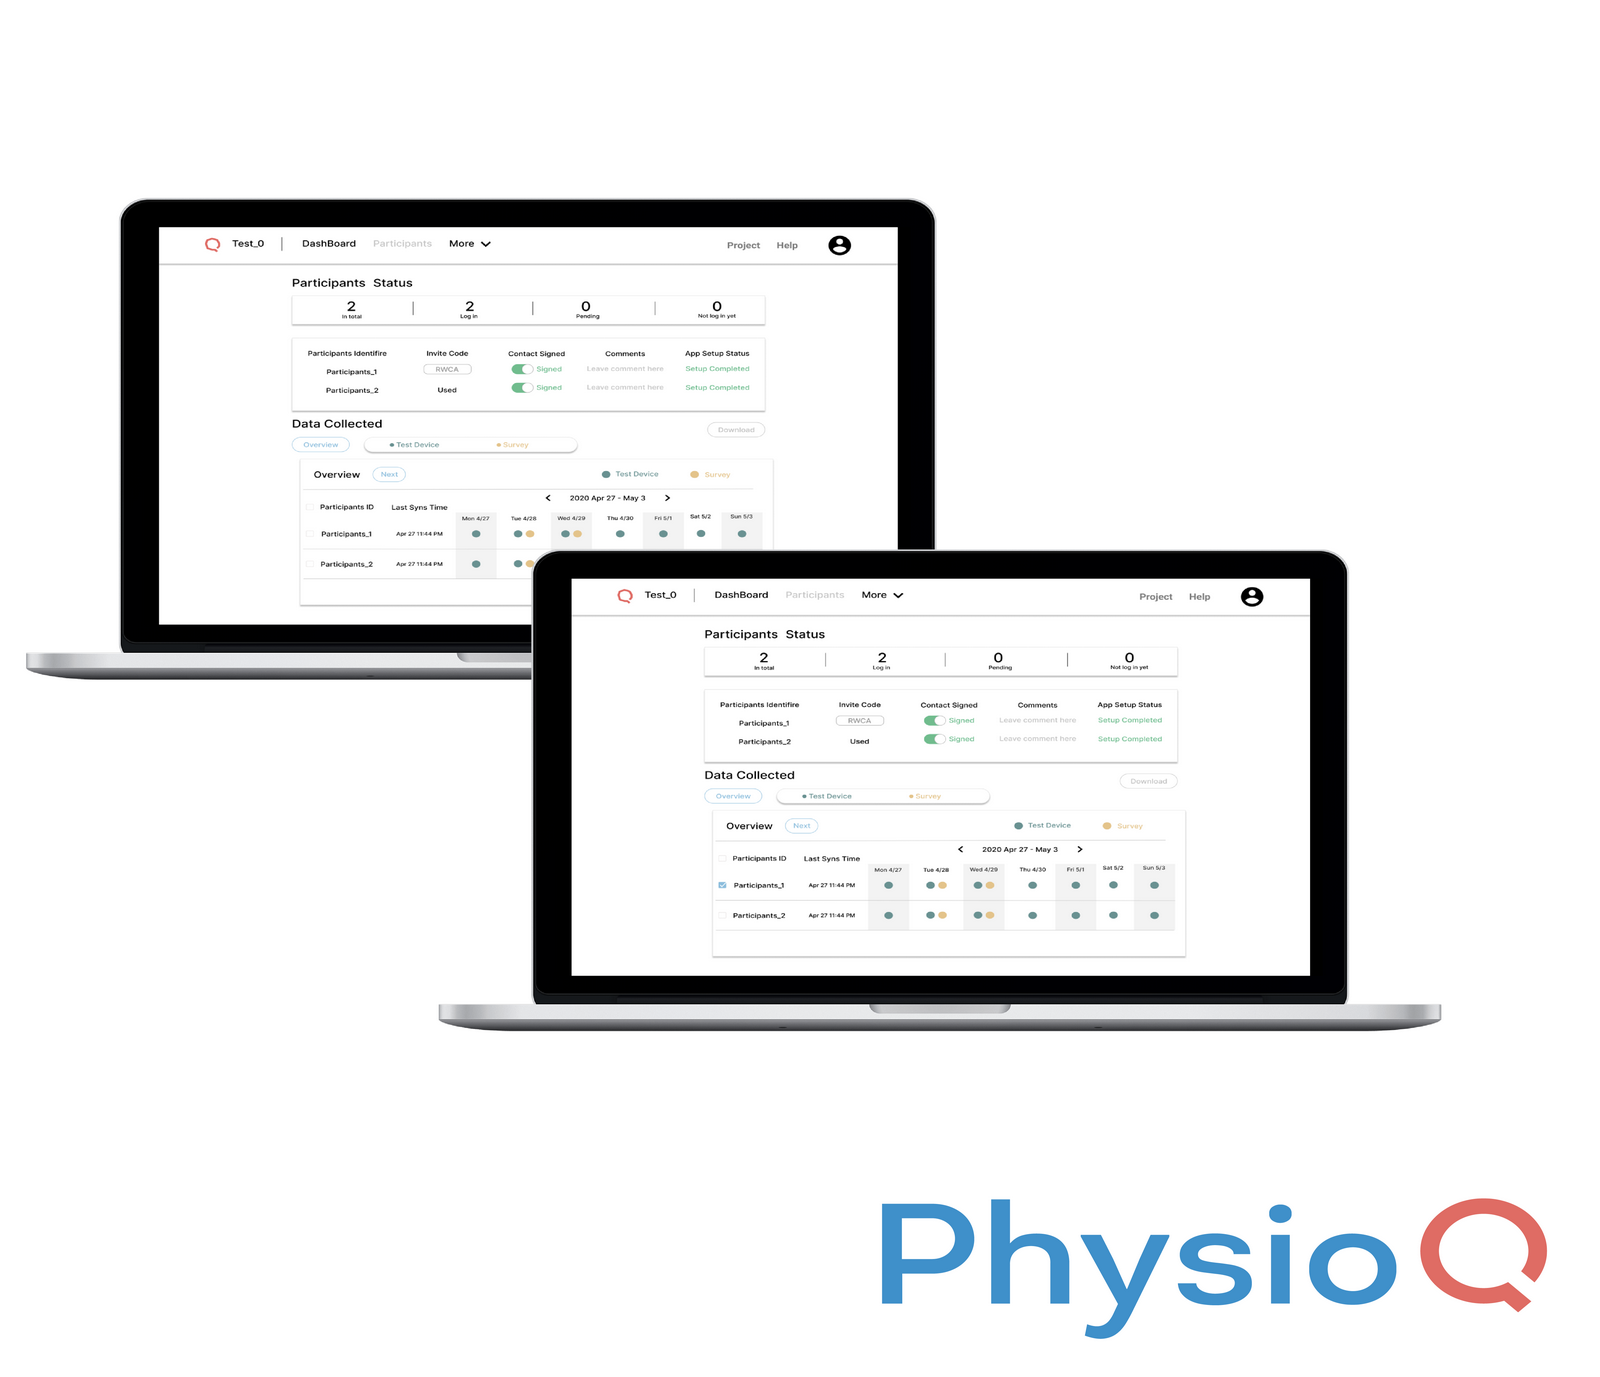 Test_0 DashBoard Participants More Project Help
Participants Status
2 2 0 0
In total Log in Pending Not log in yet
Participants Identifire Invite Code Contact Signed Comments App Setup Status
Participants_1 RWCA Signed Leave comment here Setup Completed
Participants_2 Used Signed Leave comment here Setup Completed
Data Collected Download
Overview Test Device Survey
Overview Next Test Device Survey
< 2020 Apr 27 - May 3 >
Participants ID Last Syns Time
Mon 4/27 Tue 4/28 Wed 4/29 Thu 4/30 Fri 5/1 Sat 5/2 Sun 5/3
Participants_1 Apr 27 11:44 PM
Participants_2 Apr 27 11:44 PM
Test_0 DashBoard Participants More Project Help
Participants Status
2 2 0 0
In total Log in Pending Not log in yet
Participants Identifire Invite Code Contact Signed Comments App Setup Status
Participants_1 RWCA Signed Leave comment here Setup Completed
Participants_2 Used Signed Leave comment here Setup Completed
Data Collected Download
Overview Test Device Survey
Overview Next Test Device Survey
< 2020 Apr 27 - May 3 >
Participants ID Last Syns Time
Mon 4/27 Tue 4/28 Wed 4/29 Thu 4/30 Fri 5/1 Sat 5/2 Sun 5/3
Participants_1 Apr 27 11:44 PM
Participants_2 Apr 27 11:44 PM
PhysioQ